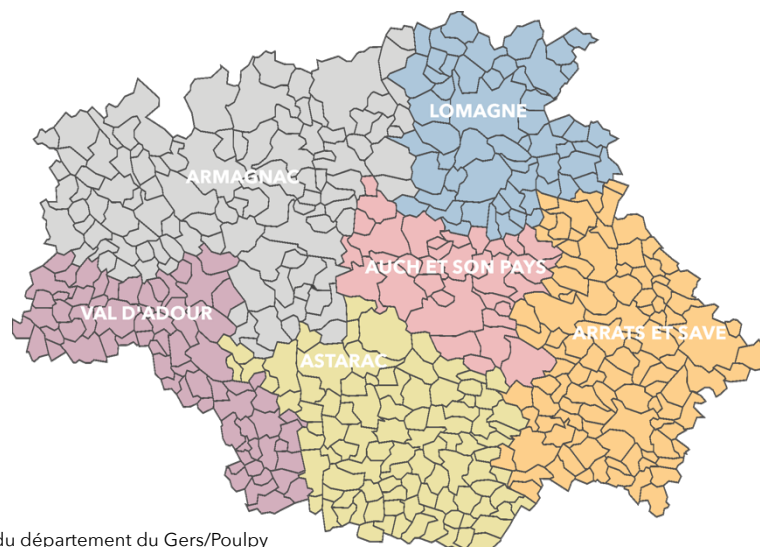 LOMAGNE
ARMAGNAC
AUCH ET SON PAYS
VAL D'ADOUR
ARRATS ET SAVE
ASTARAC
du département du Gers/Poulpy